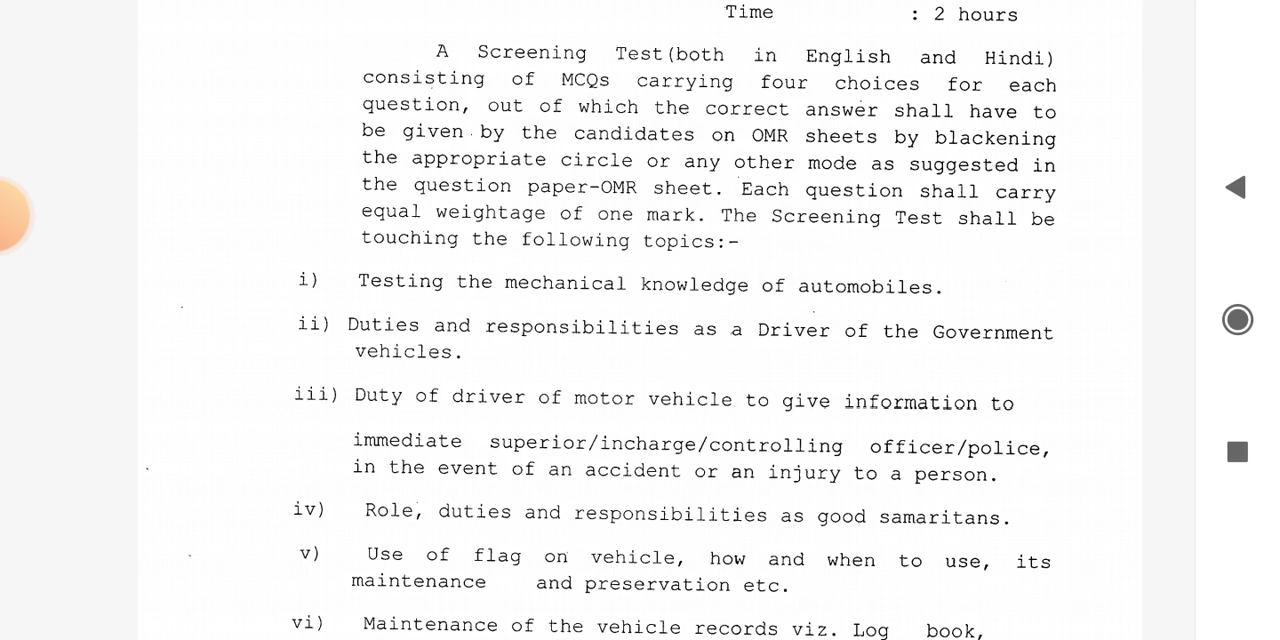 Time : 2 hours
A Screening Test(both in English and Hindi)
consisting of MCQs carrying four choices for each
question, out of which the correct answer shall have to
be given by the candidates on OMR sheets by blackening
the appropriate circle or any other mode as suggested in
the question paper-OMR sheet. Each question shall carry
equal weightage of one mark. The Screening Test shall be
touching the following topics:-
i) Testing the mechanical knowledge of automobiles.
ii) Duties and responsibilities as a Driver of the Government
vehicles.
iii) Duty of driver of motor vehicle to give information to
immediate superior/incharge/controlling officer/police,
in the event of an accident or an injury to a person.
iv) Role, duties and responsibilities as good samaritans.
v) Use of flag on vehicle, how and when to use, its
maintenance and preservation etc.
vi) Maintenance of the vehicle records viz. Log book,